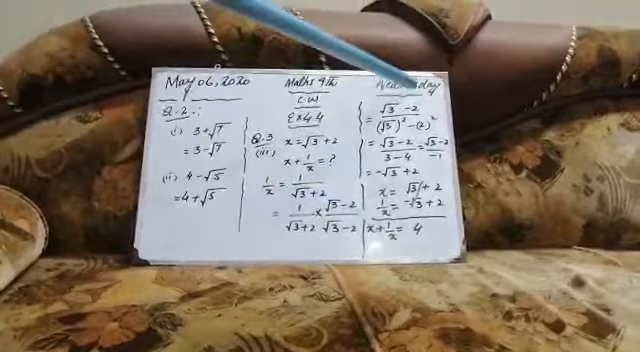 May 06, 2020
Maths 9th
C.W
Ex 4.4
Q.2.:
(i) 3+√7
= 3-√7
(ii) 4-√5
= 4+√5
Q.3
(iii) x = √3+2
x + 1/x = ?
1/x = 1/(√3+2)
= 1/(√3+2) × (√3-2)/(√3-2)
= (√3-2)/((√3)²-(2)²)
= (√3-2)/(3-4) = (√3-2)/-1
= -√3+2
x = √3+2
1/x = -√3+2
x + 1/x = 4